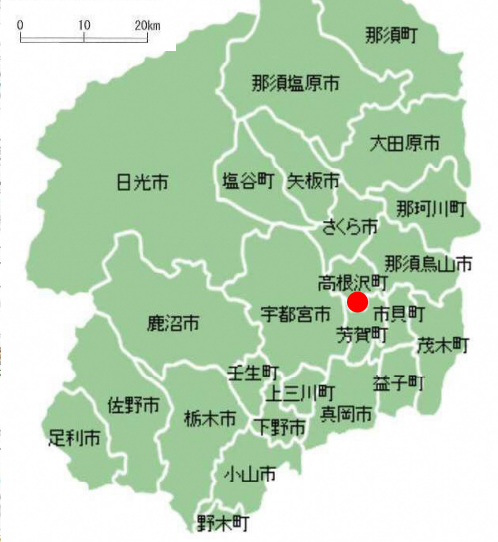 0 10 20km
那須町
那須塩原市
大田原市
日光市
塩谷町
矢板市
那珂川町
さくら市
那須烏山市
高根沢町
鹿沼市
宇都宮市
市貝町
芳賀町
茂木町
壬生町
上三川町
益子町
佐野市
栃木市
真岡市
下野市
足利市
小山市
野木町